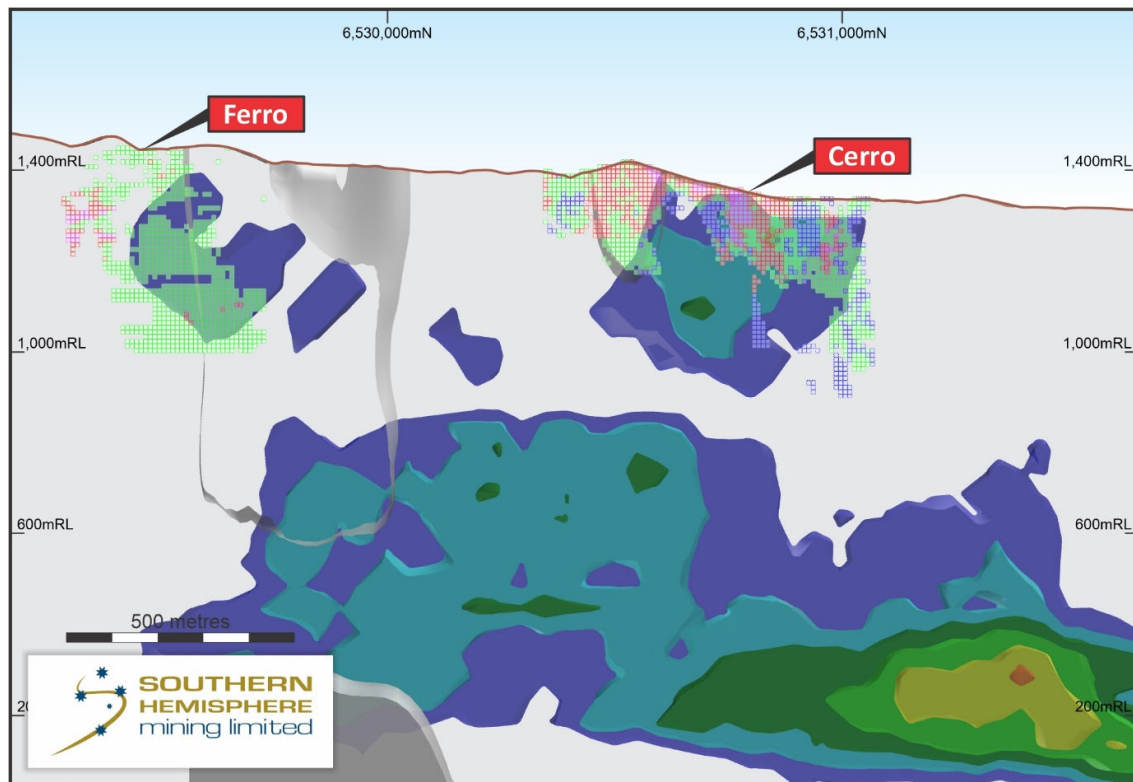 6,530,000mN
6,531,000mN
Ferro
Cerro
1,400mRL
1,400mRL
1,000mRL
1,000mRL
600mRL
600mRL
500 metres
200mRL
SOUTHERN
HEMISPHERE
mining limited